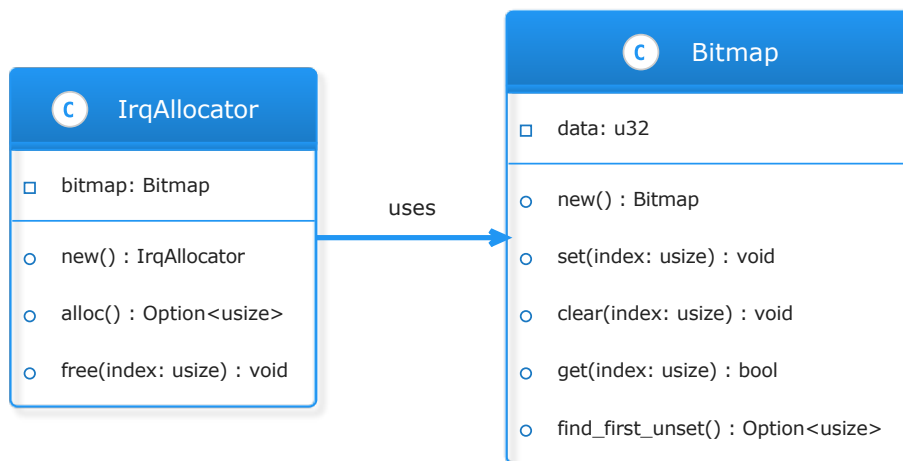 C IrqAllocator
bitmap: Bitmap
new() : IrqAllocator
alloc() : Option<usize>
free(index: usize) : void
uses
C Bitmap
data: u32
new() : Bitmap
set(index: usize) : void
clear(index: usize) : void
get(index: usize) : bool
find_first_unset() : Option<usize>